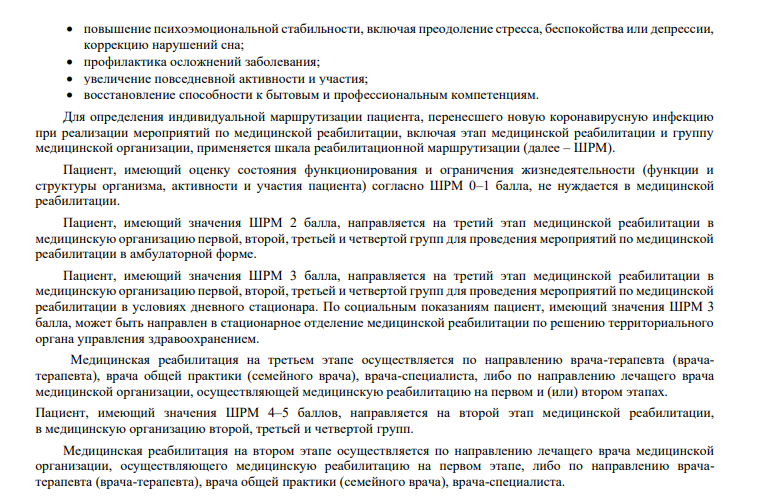 • повышение психоэмоциональной стабильности, включая преодоление стресса, беспокойства или депрессии,
коррекцию нарушений сна;
• профилактика осложнений заболевания;
• увеличение повседневной активности и участия;
• восстановление способности к бытовым и профессиональным компетенциям.
Для определения индивидуальной маршрутизации пациента, перенесшего новую коронавирусную инфекцию
при реализации мероприятий по медицинской реабилитации, включая этап медицинской реабилитации и группу
медицинской организации, применяется шкала реабилитационной маршрутизации (далее – ШРМ).
Пациент, имеющий оценку состояния функционирования и ограничения жизнедеятельности (функции и
структуры организма, активности и участия пациента) согласно ШРМ 0–1 балла, не нуждается в медицинской
реабилитации.
Пациент, имеющий значения ШРМ 2 балла, направляется на третий этап медицинской реабилитации в
медицинскую организацию первой, второй, третьей и четвертой групп для проведения мероприятий по медицинской
реабилитации в амбулаторной форме.
Пациент, имеющий значения ШРМ 3 балла, направляется на третий этап медицинской реабилитации в
медицинскую организацию первой, второй, третьей и четвертой групп для проведения мероприятий по медицинской
реабилитации в условиях дневного стационара. По социальным показаниям пациент, имеющий значения ШРМ 3
балла, может быть направлен в стационарное отделение медицинской реабилитации по решению территориального
органа управления здравоохранением.
Медицинская реабилитация на третьем этапе осуществляется по направлению врача-терапевта (врача-
терапевта), врача общей практики (семейного врача), врача-специалиста, либо по направлению лечащего врача
медицинской организации, осуществляющей медицинскую реабилитацию на первом и (или) втором этапах.
Пациент, имеющий значения ШРМ 4–5 баллов, направляется на второй этап медицинской реабилитации,
в медицинскую организацию второй, третьей и четвертой групп.
Медицинская реабилитация на втором этапе осуществляется по направлению лечащего врача медицинской
организации, осуществляющего медицинскую реабилитацию на первом этапе, либо по направлению врача-
терапевта (врача-терапевта), врача общей практики (семейного врача), врача-специалиста.